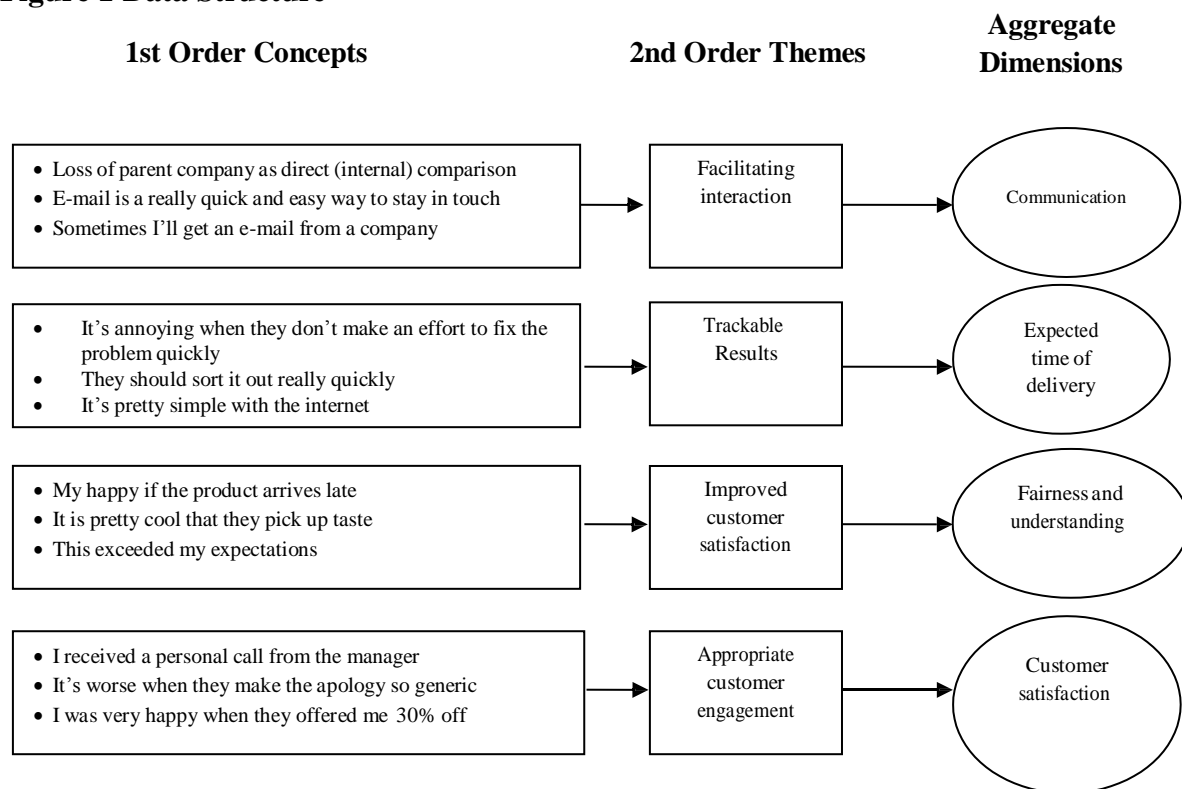 Figure 1 Data Structure
1st Order Concepts
2nd Order Themes
Aggregate
Dimensions
• Loss of parent company as direct (internal) comparison
• E-mail is a really quick and easy way to stay in touch
• Sometimes I'll get an e-mail from a company
Facilitating
interaction
Communication
• It's annoying when they don't make an effort to fix the
problem quickly
• They should sort it out really quickly
• It's pretty simple with the internet
Trackable
Results
Expected
time of
delivery
• My happy if the product arrives late
• It is pretty cool that they pick up taste
• This exceeded my expectations
Improved
customer
satisfaction
Fairness and
understanding
• I received a personal call from the manager
• It's worse when they make the apology so generic
• I was very happy when they offered me 30% off
Appropriate
customer
engagement
Customer
satisfaction